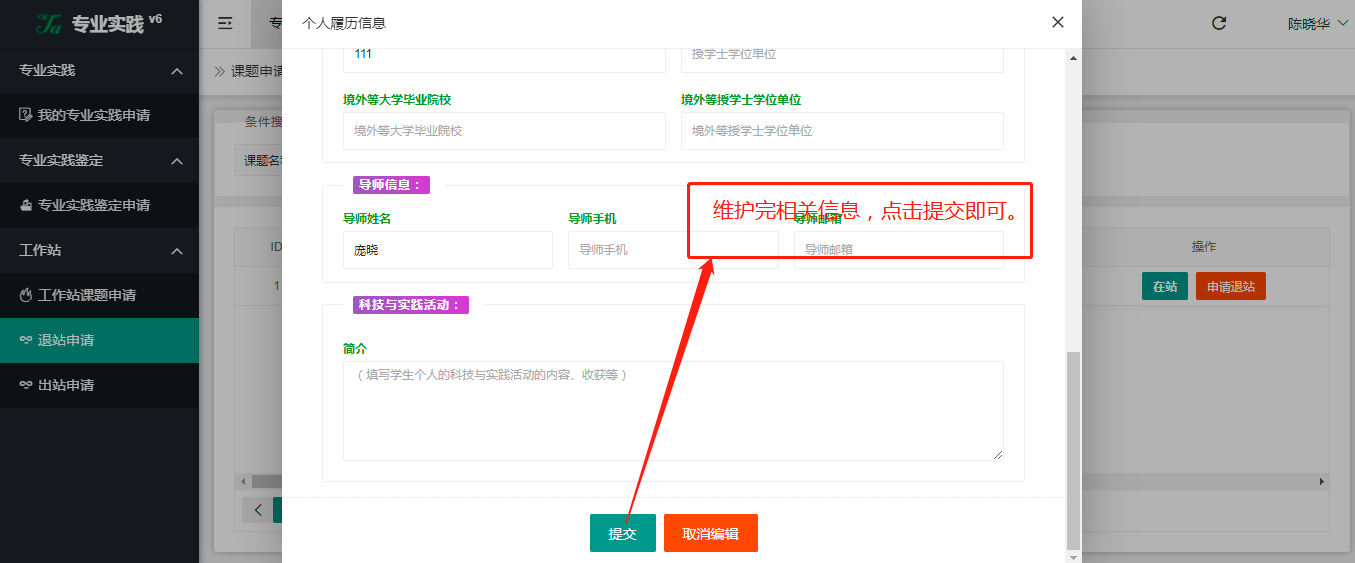 专业实践 v6
陈晓华
个人履历信息
专业实践
我的专业实践申请
专业实践鉴定
专业实践鉴定申请
工作站
工作站课题申请
退站申请
出站申请
专
课题申请
条件搜
课题名称
ID
1
111
授学士学位单位
境外等大学毕业院校
境外等授学士学位单位
境外等大学毕业院校
境外等授学士学位单位
导师信息：
维护完相关信息，点击提交即可。
导师姓名
导师手机
导师邮箱
庞晓
导师手机
导师邮箱
科技与实践活动：
简介
（填写学生个人的科技与实践活动的内容、收获等）
提交
取消编辑
操作
在站
申请退站